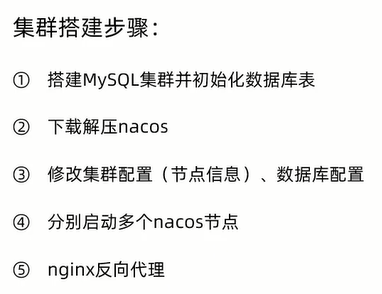 集群搭建步骤：
① 搭建MySQL集群并初始化数据库表
② 下载解压nacos
③ 修改集群配置（节点信息）、数据库配置
④ 分别启动多个nacos节点
⑤ nginx反向代理